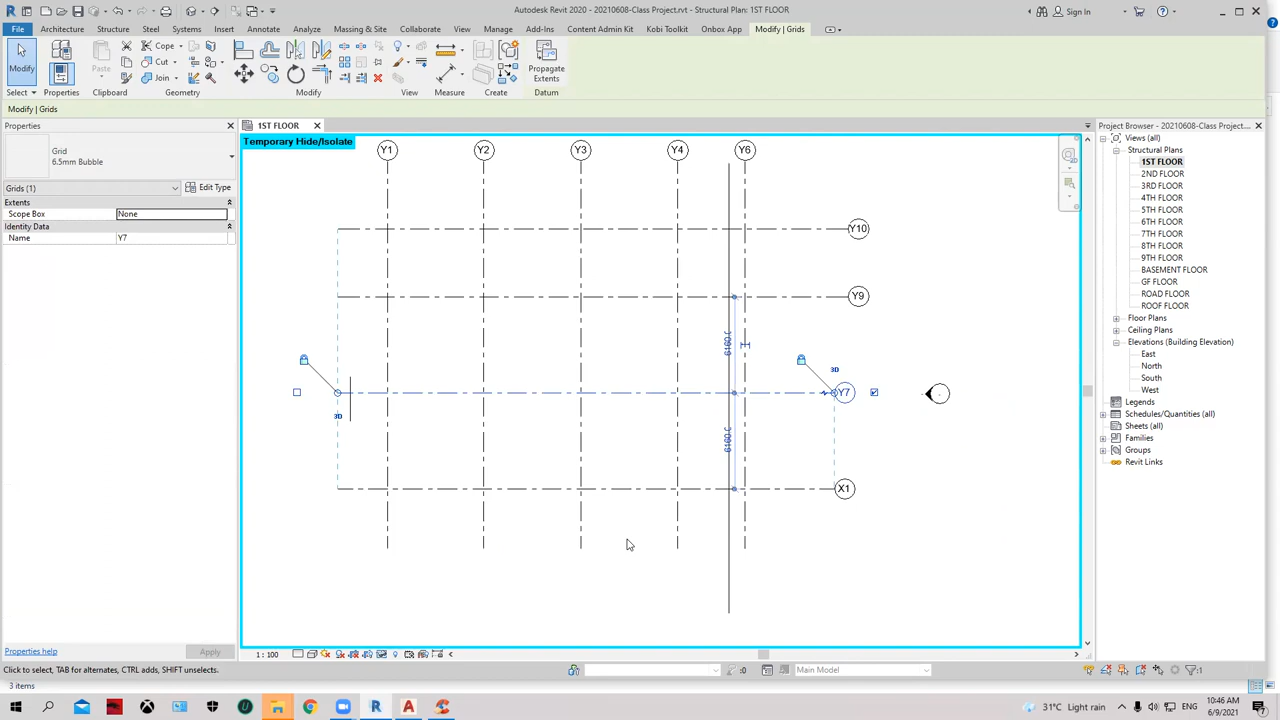 Autodesk Revit 2020 - 20210608-Class Project.rvt - Structural Plan: 1ST FLOOR
Sign In
File Architecture Structure Steel Systems Insert Annotate Analyze Massing & Site Collaborate View Manage Add-Ins Content Admin Kit Kobi Toolkit Onbox App Modify | Grids
Modify Properties Paste Cope Cut Join Propagate Extents
Select Properties Clipboard Geometry Modify View Measure Create Datum
Modify | Grids
Properties
Grid
6.5mm Bubble
Grids (1) Edit Type
Extents
Scope Box None
Identity Data
Name Y7
Properties help Apply
1ST FLOOR
Temporary Hide/Isolate
Y1 Y2 Y3 Y4 Y6
Y10
Y9
6160.0
3D
Y7
3D
6160.0
X1
1 : 100
Project Browser - 20210608-Class Project....
Views (all)
Structural Plans
1ST FLOOR
2ND FLOOR
3RD FLOOR
4TH FLOOR
5TH FLOOR
6TH FLOOR
7TH FLOOR
8TH FLOOR
9TH FLOOR
BASEMENT FLOOR
GF FLOOR
ROAD FLOOR
ROOF FLOOR
Floor Plans
Ceiling Plans
Elevations (Building Elevation)
East
North
South
West
Legends
Schedules/Quantities (all)
Sheets (all)
Families
Groups
Revit Links
Click to select, TAB for alternates, CTRL adds, SHIFT unselects.
:0 Main Model :1
3 items
31°C Light rain ENG 10:46 AM
6/9/2021